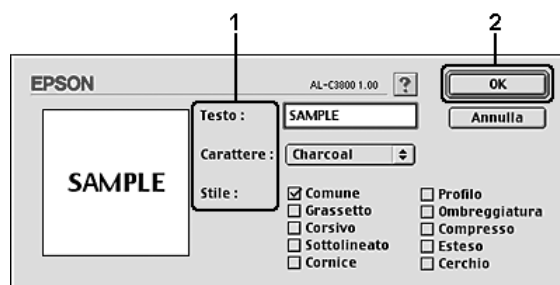 1 2
EPSON AL-C3800 1.00 ? OK
Testo : SAMPLE Annulla
Carattere : Charcoal
SAMPLE
Stile : Comune Profilo
Grassetto Ombreggiatura
Corsivo Compresso
Sottolineato Esteso
Cornice Cerchio